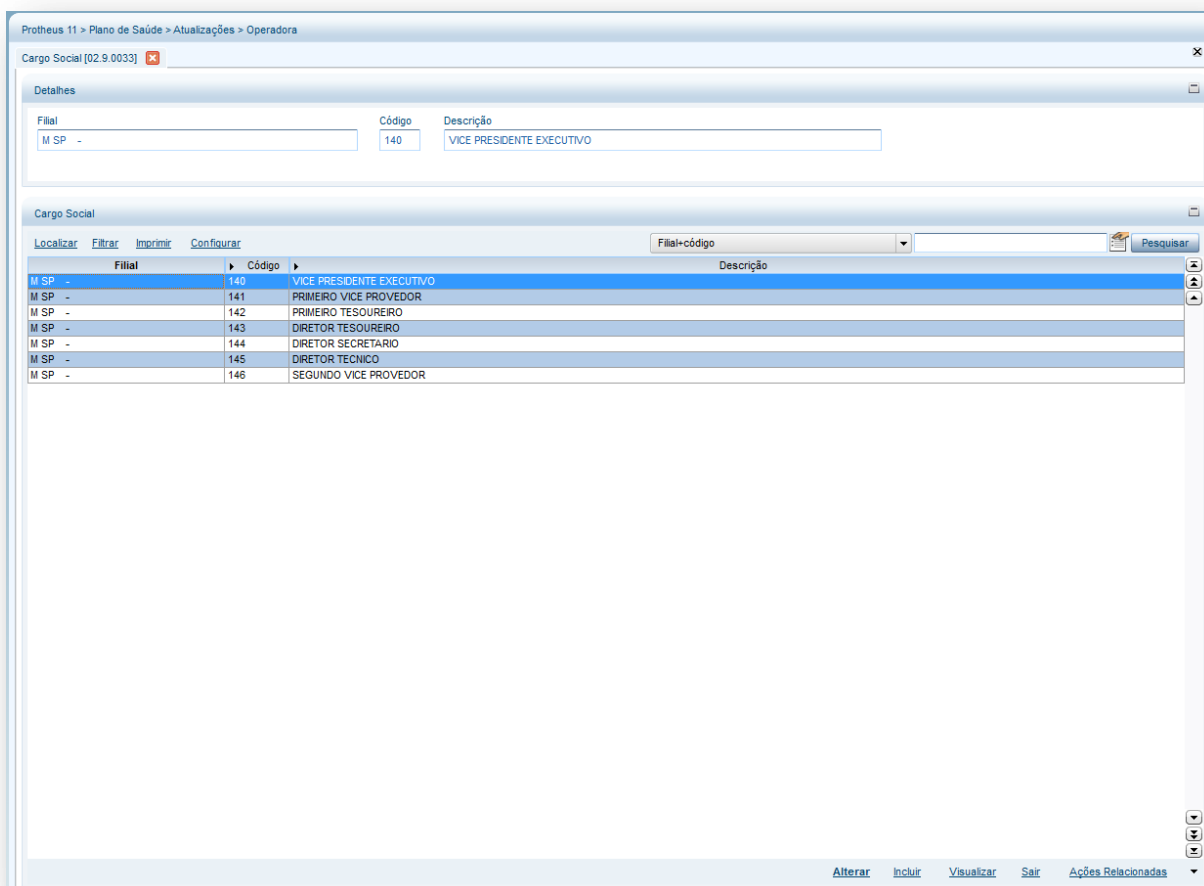 Protheus 11 > Plano de Saúde > Atualizações > Operadora
Cargo Social [02.9.0033]
Detalhes
Filial Código Descrição
M SP - 140 VICE PRESIDENTE EXECUTIVO
Cargo Social
Localizar Filtrar Imprimir Configurar Filial+código Pesquisar
Filial Código Descrição
M SP - 140 VICE PRESIDENTE EXECUTIVO
M SP - 141 PRIMEIRO VICE PROVEDOR
M SP - 142 PRIMEIRO TESOUREIRO
M SP - 143 DIRETOR TESOUREIRO
M SP - 144 DIRETOR SECRETARIO
M SP - 145 DIRETOR TECNICO
M SP - 146 SEGUNDO VICE PROVEDOR
Alterar Incluir Visualizar Sair Ações Relacionadas